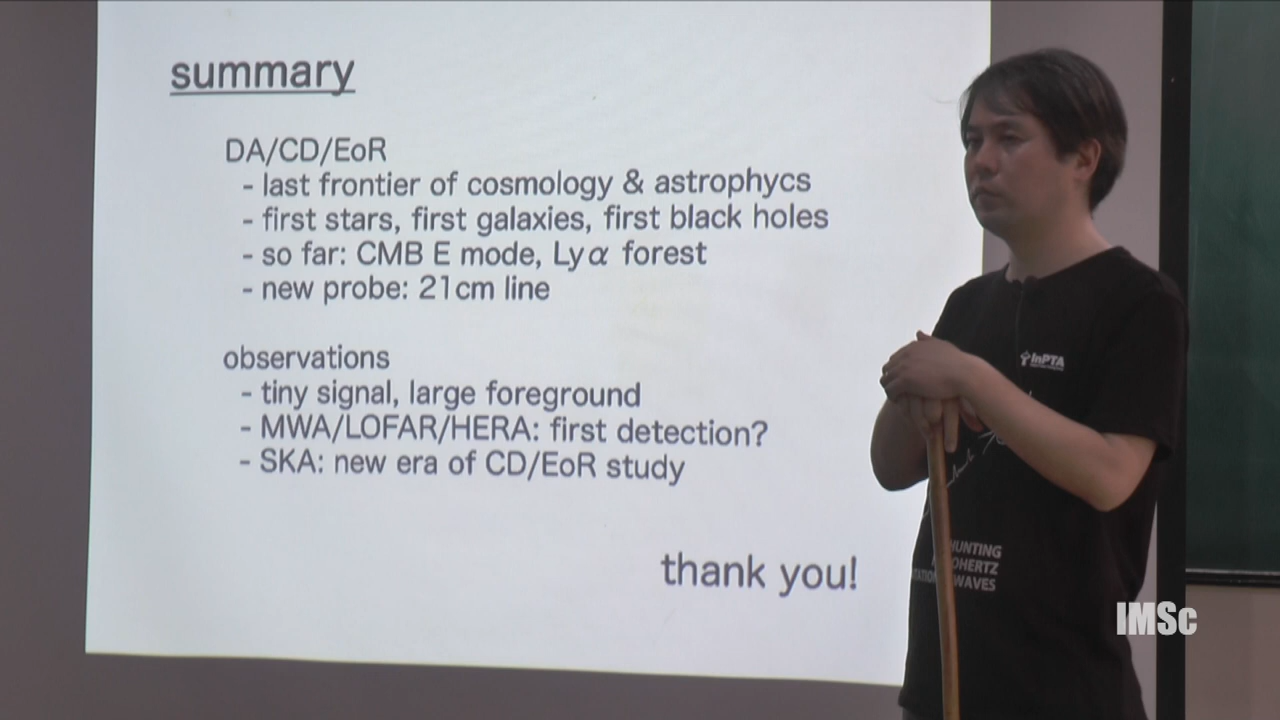 summary
DA/CD/EoR
- last frontier of cosmology & astrophycs
- first stars, first galaxies, first black holes
- so far: CMB E mode, Lyα forest
- new probe: 21cm line
observations
- tiny signal, large foreground
- MWA/LOFAR/HERA: first detection?
- SKA: new era of CD/EoR study
thank you!
InPTA
WAVES
IMSc